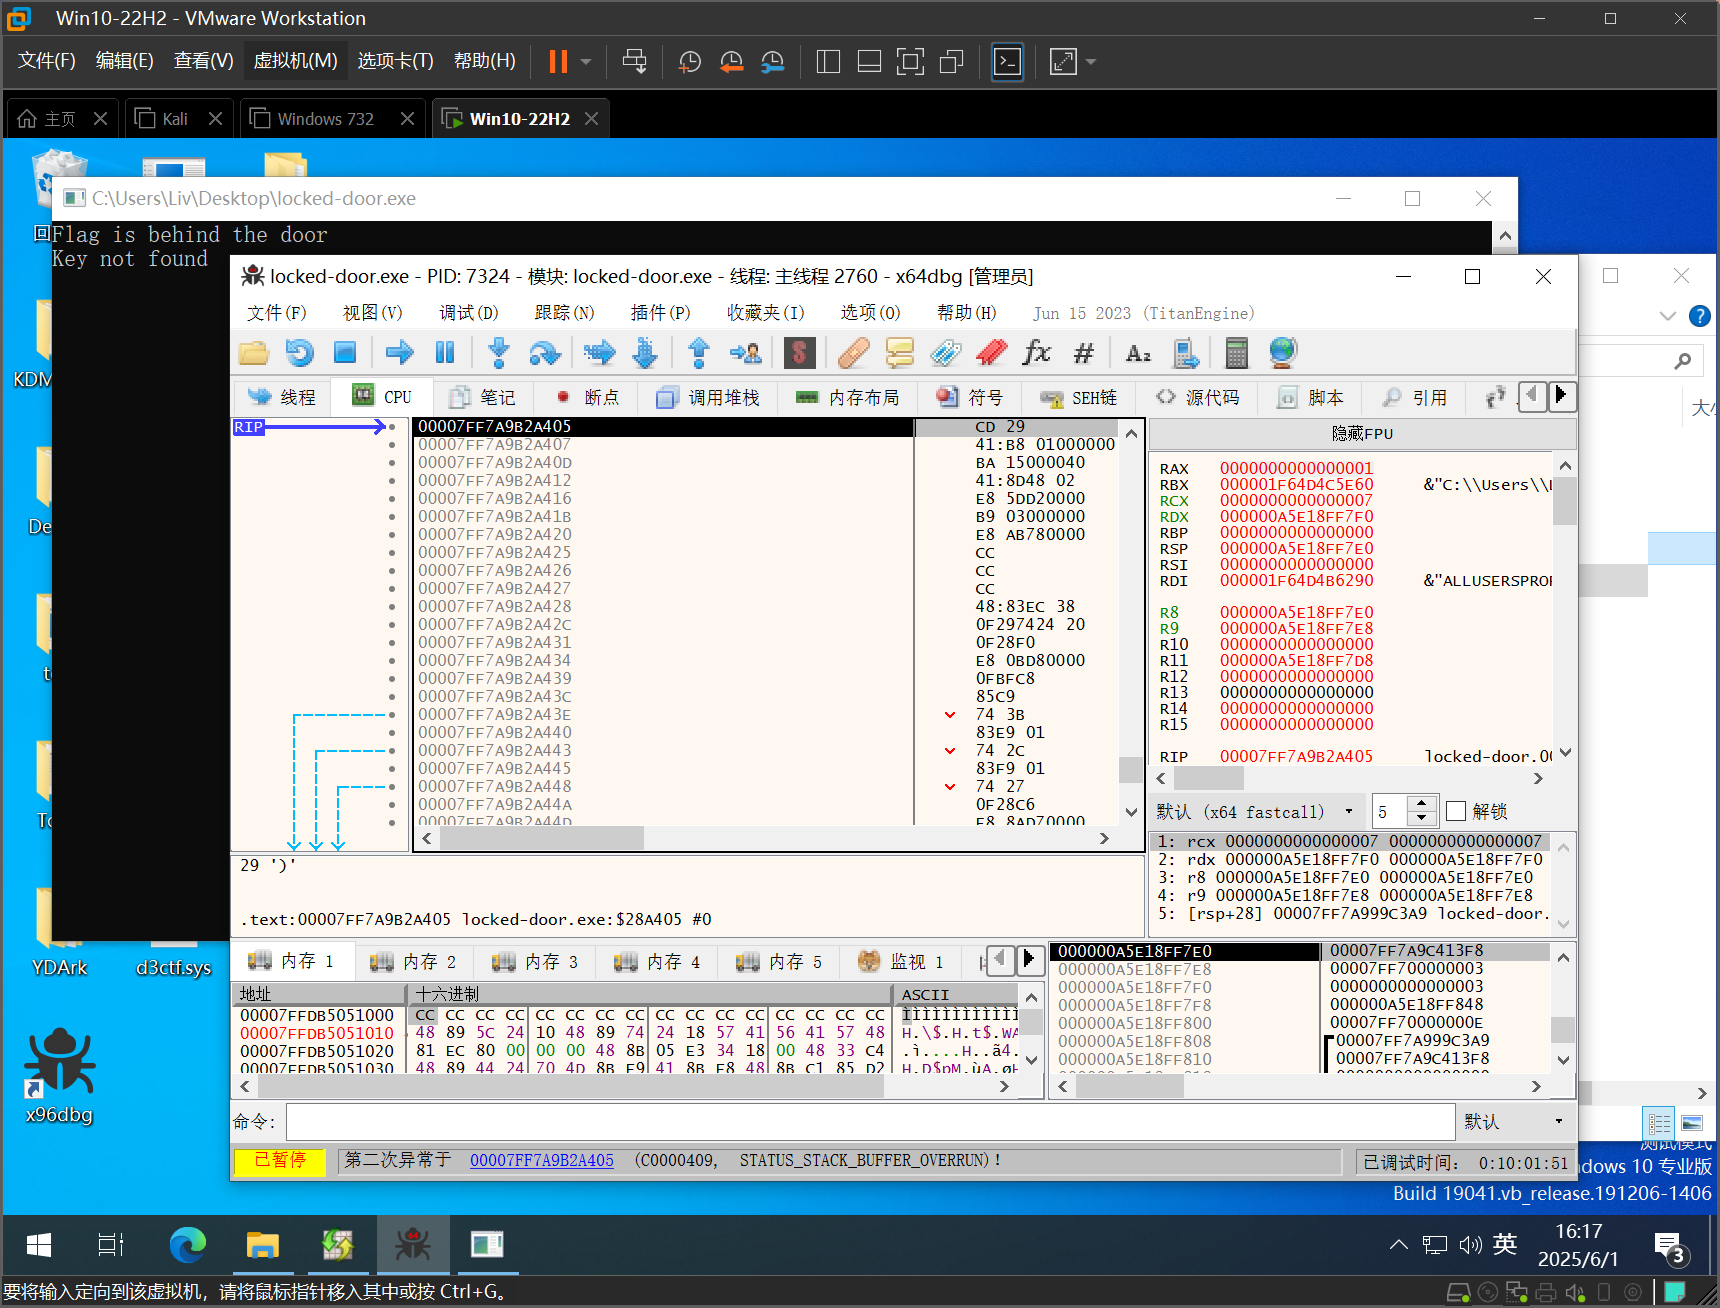 Win10-22H2 - VMware Workstation
文件(F) 编辑(E) 查看(V) 虚拟机(M) 选项卡(T) 帮助(H)
主页 Kali Windows 732 Win10-22H2
C:\Users\Liv\Desktop\locked-door.exe
回
Flag is behind the door
Key not found
locked-door.exe - PID: 7324 - 模块: locked-door.exe - 线程: 主线程 2760 - x64dbg [管理员]
文件(F) 视图(V) 调试(D) 跟踪(N) 插件(P) 收藏夹(I) 选项(O) 帮助(H) Jun 15 2023 (TitanEngine)
线程 CPU 笔记 断点 调用堆栈 内存布局 符号 SEH链 源代码 脚本 引用
KDM
De
t
To
YDArk
d3ctf.sys
x96dbg
RIP
00007FF7A9B2A405 CD 29
00007FF7A9B2A407 41:B8 01000000
00007FF7A9B2A40D BA 15000040
00007FF7A9B2A412 41:8D48 02
00007FF7A9B2A416 E8 5DD20000
00007FF7A9B2A41B B9 03000000
00007FF7A9B2A420 E8 AB780000
00007FF7A9B2A425 CC
00007FF7A9B2A426 CC
00007FF7A9B2A427 CC
00007FF7A9B2A428 48:83EC 38
00007FF7A9B2A42C 0F297424 20
00007FF7A9B2A431 0F28F0
00007FF7A9B2A434 E8 0BD80000
00007FF7A9B2A439 0FBFC8
00007FF7A9B2A43C 85C9
00007FF7A9B2A43E 74 3B
00007FF7A9B2A440 83E9 01
00007FF7A9B2A443 74 2C
00007FF7A9B2A445 83F9 01
00007FF7A9B2A448 74 27
00007FF7A9B2A44A 0F28C6
00007FF7A9B2A44D E8 8AD70000
隐藏FPU
RAX 0000000000000001
RBX 000001F64D4C5E60 &"C:\\Users\\
RCX 0000000000000007
RDX 000000A5E18FF7F0
RBP 0000000000000000
RSP 000000A5E18FF7E0
RSI 0000000000000000
RDI 000001F64D4B6290 &"ALLUSERSPRO
R8 000000A5E18FF7E0
R9 000000A5E18FF7E8
R10 0000000000000000
R11 000000A5E18FF7D8
R12 0000000000000000
R13 0000000000000000
R14 0000000000000000
R15 0000000000000000
RIP 00007FF7A9B2A405 locked-door.00
默认 (x64 fastcall) 5 解锁
1: rcx 0000000000000007 0000000000000007
2: rdx 000000A5E18FF7F0 000000A5E18FF7F0
3: r8 000000A5E18FF7E0 000000A5E18FF7E0
4: r9 000000A5E18FF7E8 000000A5E18FF7E8
5: [rsp+28] 00007FF7A999C3A9 locked-door.
29 ')'
.text:00007FF7A9B2A405 locked-door.exe:$28A405 #0
内存 1 内存 2 内存 3 内存 4 内存 5 监视 1
地址 十六进制 ASCII
00007FFDB5051000 CC CC CC CC CC CC CC CC CC CC CC CC CC CC CC CC ÌÌÌÌÌÌÌÌÌÌÌÌÌÌÌÌ
00007FFDB5051010 48 89 5C 24 10 48 89 74 24 18 57 41 56 41 57 48 H.\$.H.t$.WA
00007FFDB5051020 81 EC 80 00 00 00 48 8B 05 E3 34 18 00 48 33 C4 .ì....H..ã4.
00007FFDB5051030 48 89 44 24 70 4D 8B F9 41 8B F8 48 8B C1 85 D2 H.D$pM.ùA.øH
000000A5E18FF7E0 00007FF7A9C413F8
000000A5E18FF7E8 00007FF700000003
000000A5E18FF7F0 0000000000000003
000000A5E18FF7F8 000000A5E18FF848
000000A5E18FF800 00007FF70000000E
000000A5E18FF808 00007FF7A999C3A9
000000A5E18FF810 00007FF7A9C413F8
命令: 默认
已暂停 第二次异常于 00007FF7A9B2A405 (C0000409, STATUS_STACK_BUFFER_OVERRUN)! 已调试时间: 0:10:01:51
大小
测试模式
ndows 10 专业版
Build 19041.vb_release.191206-1406
英 16:17
2025/6/1
3
要将输入定向到该虚拟机，请将鼠标指针移入其中或按 Ctrl+G。